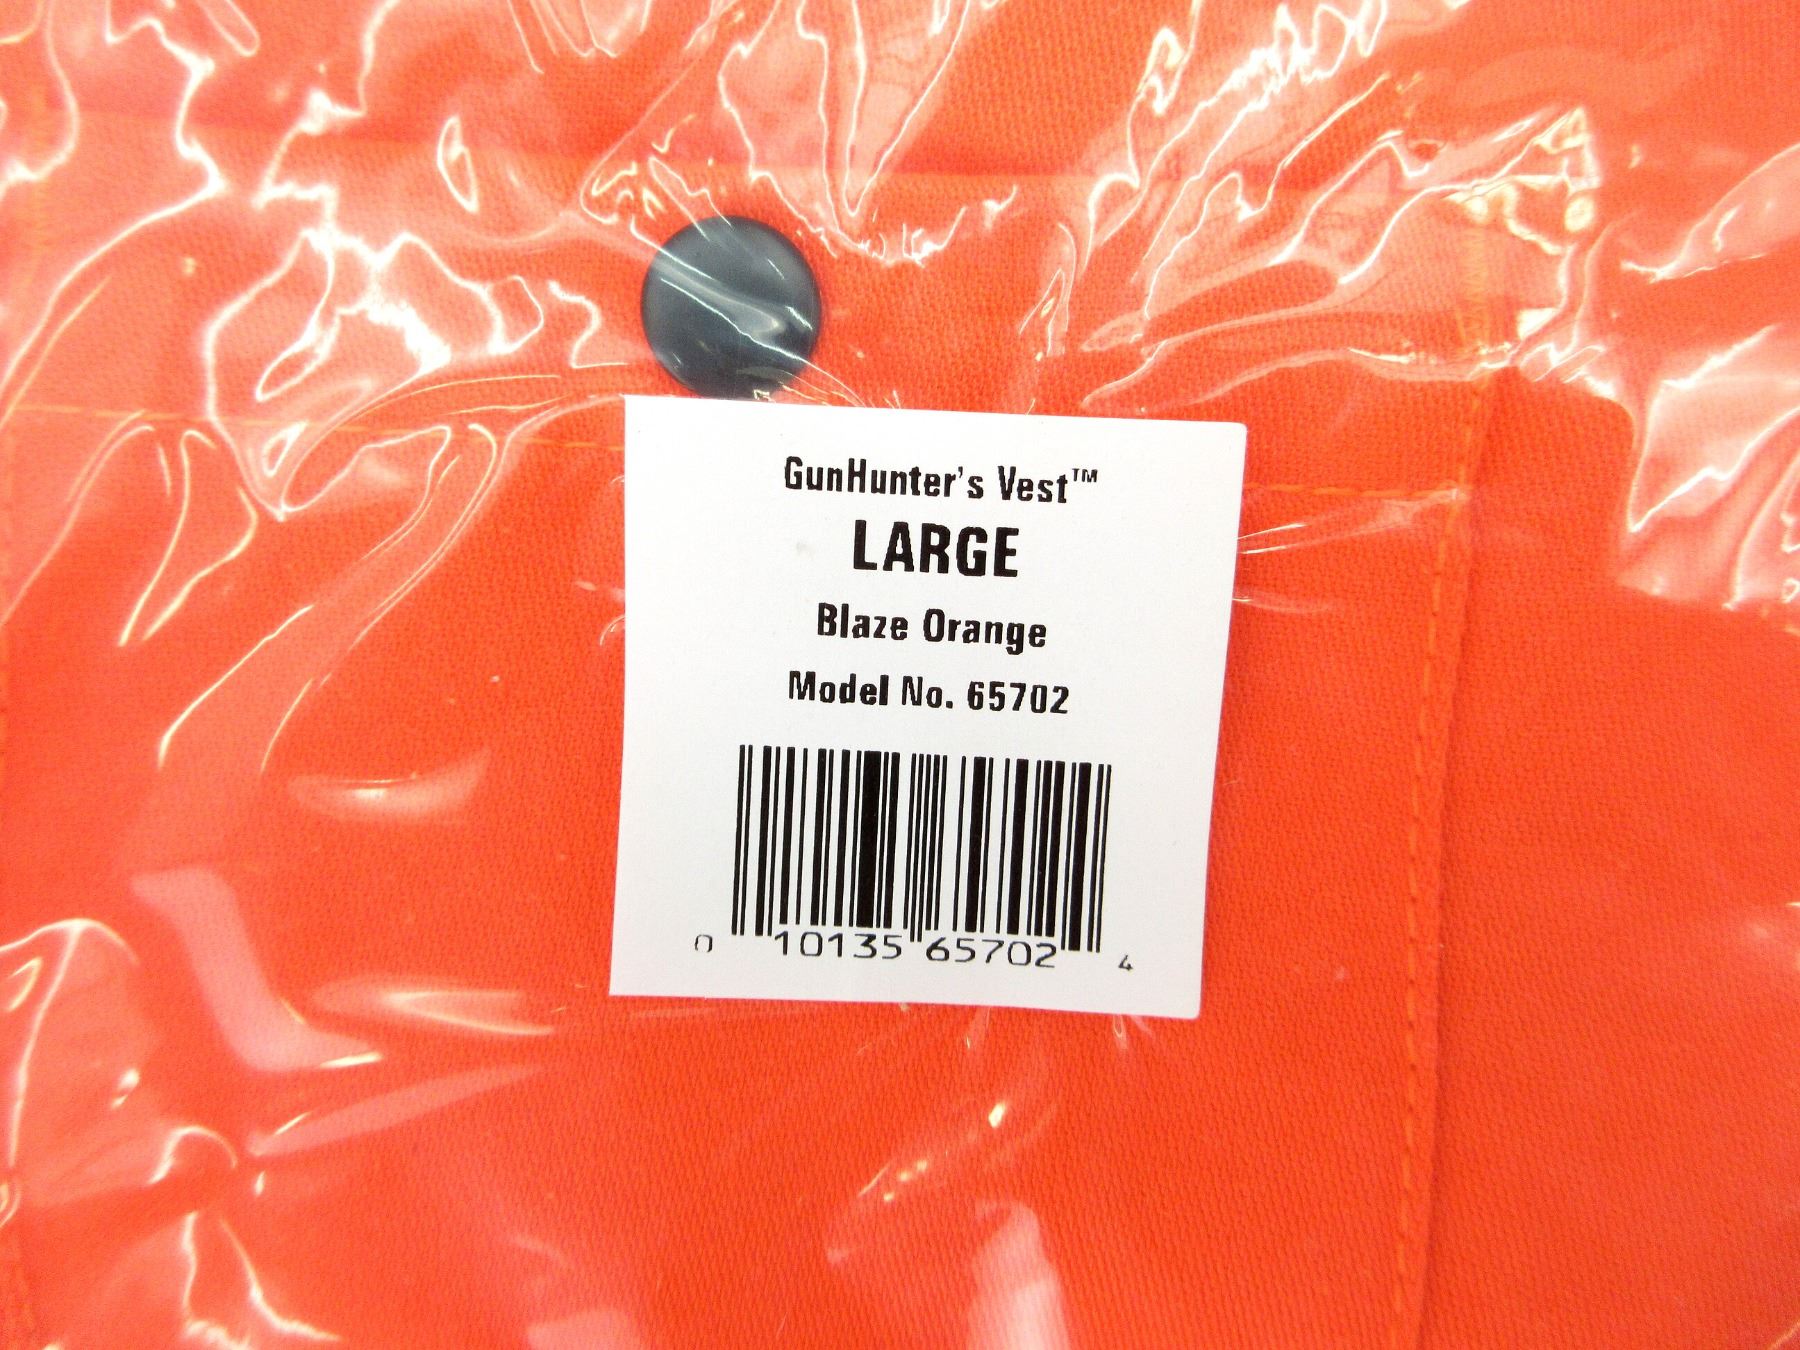 GunHunter's Vest™
LARGE
Blaze Orange
Model No. 65702
0 10135 65702 4